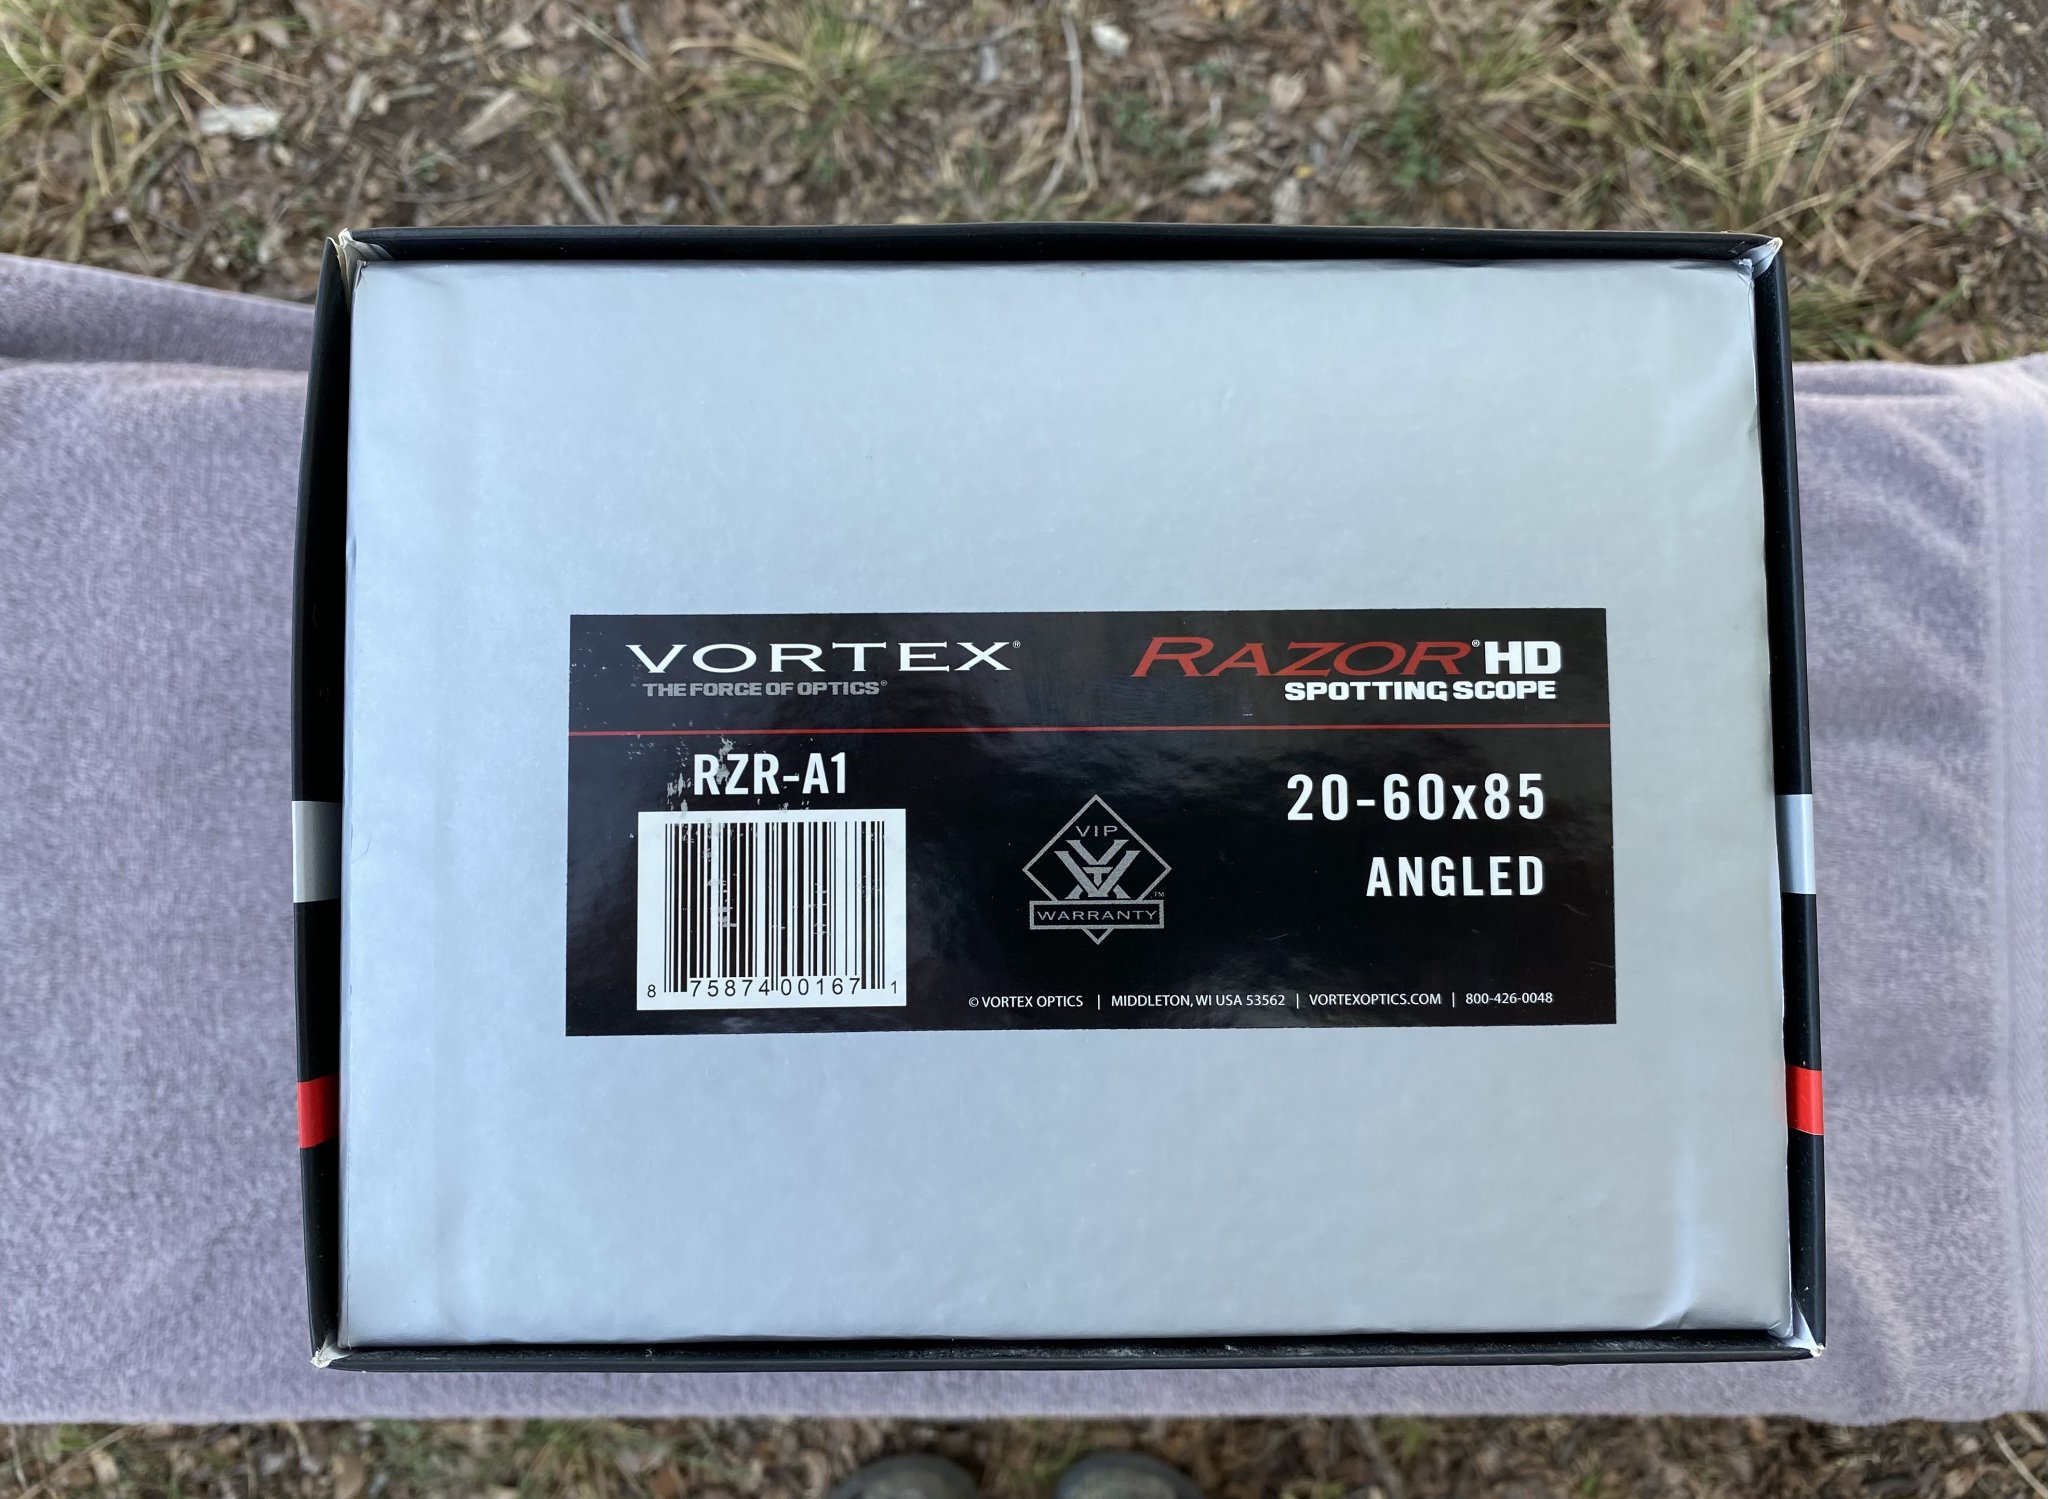 VORTEX®
THE FORCE OF OPTICS®
RAZOR® HD
SPOTTING SCOPE
RZR-A1
8 75874 00167 1
VIP
WARRANTY
™
20-60x85
ANGLED
© VORTEX OPTICS | MIDDLETON, WI USA 53562 | VORTEXOPTICS.COM | 800-426-0048